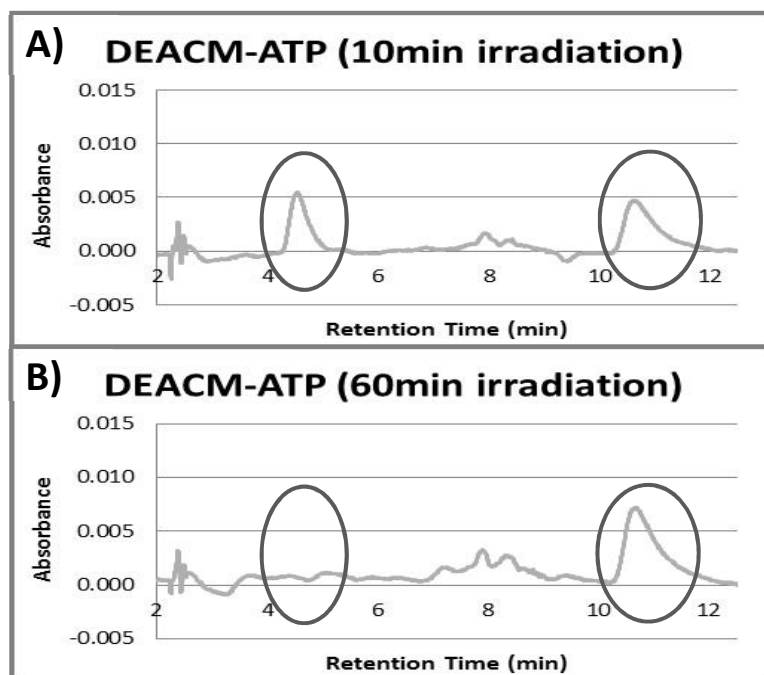 A)
DEACM-ATP (10min irradiation)
0.015
0.010
0.005
0.000
-0.005
Absorbance
2 4 6 8 10 12
Retention Time (min)
B)
DEACM-ATP (60min irradiation)
0.015
0.010
0.005
0.000
-0.005
Absorbance
2 4 6 8 10 12
Retention Time (min)